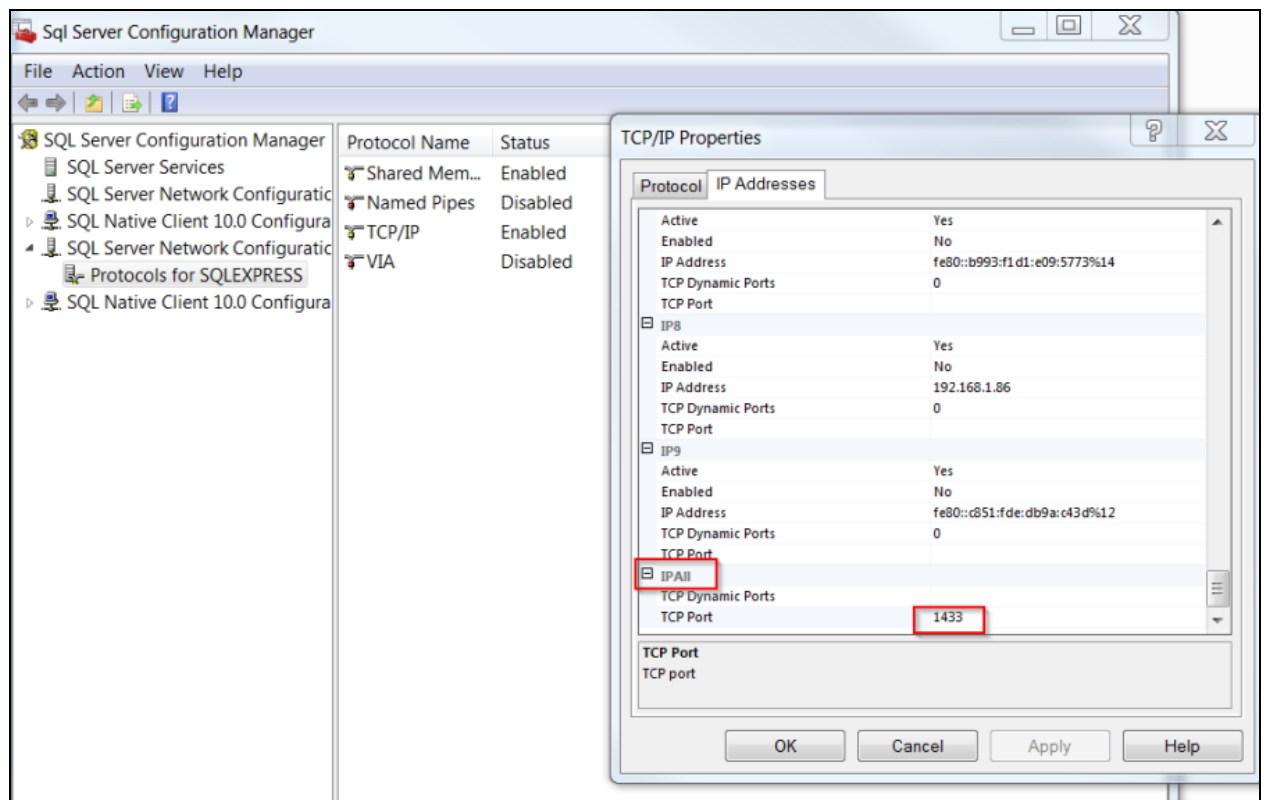 Sql Server Configuration Manager
File Action View Help
SQL Server Configuration Manager
SQL Server Services
SQL Server Network Configuratic
SQL Native Client 10.0 Configura
SQL Server Network Configuratic
Protocols for SQLEXPRESS
SQL Native Client 10.0 Configura
Protocol Name Status
Shared Mem... Enabled
Named Pipes Disabled
TCP/IP Enabled
VIA Disabled
TCP/IP Properties
Protocol IP Addresses
Active Yes
Enabled No
IP Address fe80::b993:f1d1:e09:5773%14
TCP Dynamic Ports 0
TCP Port
IP8
Active Yes
Enabled No
IP Address 192.168.1.86
TCP Dynamic Ports 0
TCP Port
IP9
Active Yes
Enabled No
IP Address fe80::c851:fde:db9a:c43d%12
TCP Dynamic Ports 0
TCP Port
IPAll
TCP Dynamic Ports
TCP Port 1433
TCP Port
TCP port
OK Cancel Apply Help